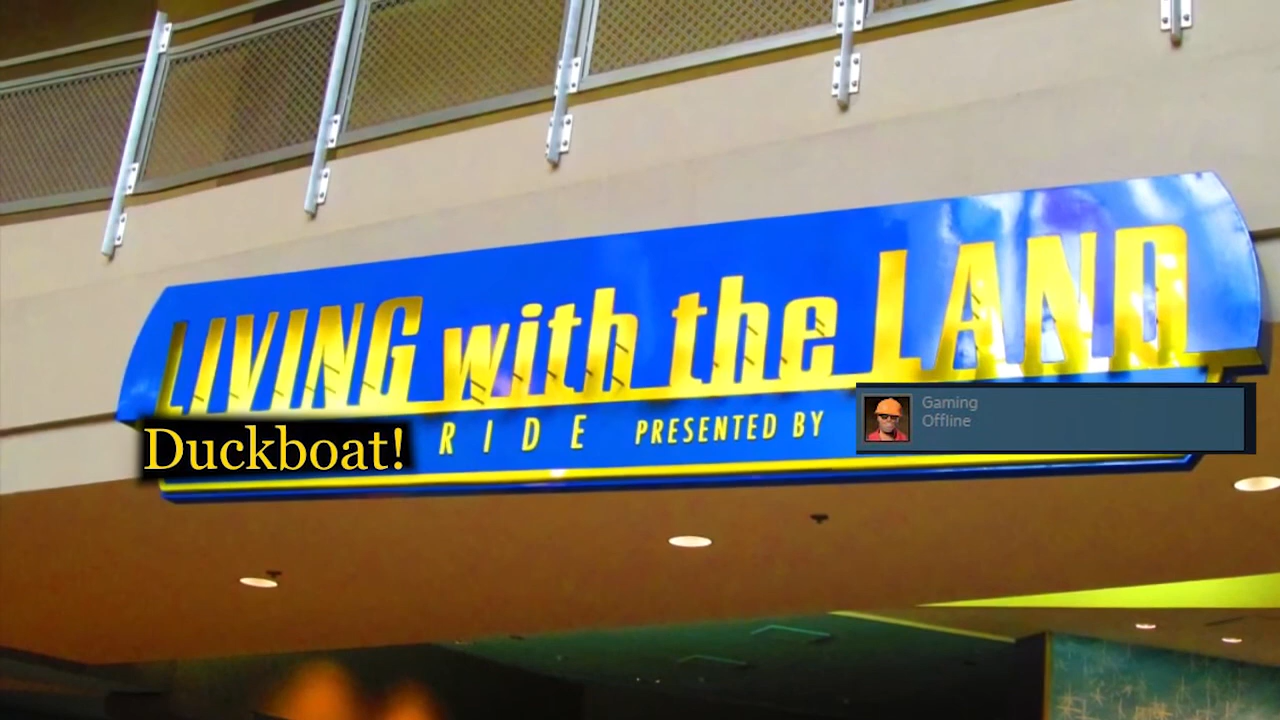 LIVING with the LAND
Duckboat! RIDE PRESENTED BY
Gaming
Offline